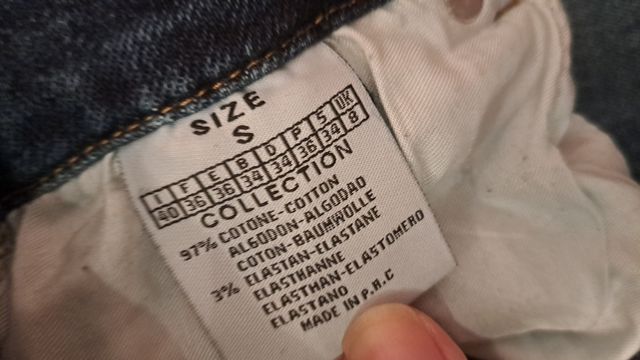 SIZE
S
I F E B D P S UK
40 36 36 34 34 36 34 8
COLLECTION
97% COTONE-COTTON
ALGODON-ALGODAO
COTON-BAUMWOLLE
3% ELASTAN-ELASTANE
ELASTHANNE
ELASTHAN-ELASTOMERO
ELASTANO
MADE IN P.R.C